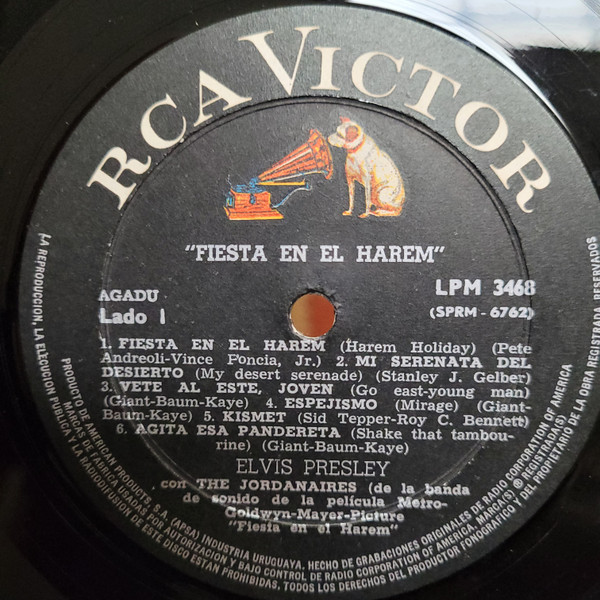 RCA VICTOR
"FIESTA EN EL HAREM"
AGADU
Lado 1
LPM 3468
(SPRM - 6762)
1. FIESTA EN EL HAREM (Harem Holiday) (Pete
Andreoli-Vince Poncia, Jr.) 2. MI SERENATA DEL
DESIERTO (My desert serenade) (Stanley J. Gelber)
3. VETE AL ESTE, JOVEN (Go east-young man)
(Giant-Baum-Kaye) 4. ESPEJISMO (Mirage) (Giant-
Baum-Kaye) 5. KISMET (Sid Tepper-Roy C. Bennett)
6. AGITA ESA PANDERETA (Shake that tambou-
rine) (Giant-Baum-Kaye)
ELVIS PRESLEY
con THE JORDANAIRES (de la banda
de sonido de la película Metro-
Goldwyn-Mayer-Picture
"Fiesta en el Harem")
LA REPRODUCCION, LA EJECUCION PUBLICA Y LA RADIODIFUSION DE ESTE DISCO ESTAN PROHIBIDAS. TODOS LOS DERECHOS DEL PRODUCTOR FONOGRAFICO Y DEL PROPIETARIO DE LA OBRA REGISTRADA RESERVADOS
PRODUCTO DE AMERICAN PRODUCTS, S.A. (APSA) INDUSTRIA URUGUAYA. HECHO DE GRABACIONES ORIGINALES DE RADIO CORPORATION OF AMERICA
MARCAS DE FABRICA USADAS POR AUTORIZACION Y BAJO CONTROL DE RADIO CORPORATION OF AMERICA, MARCA(S) ® REGISTRADA(S)